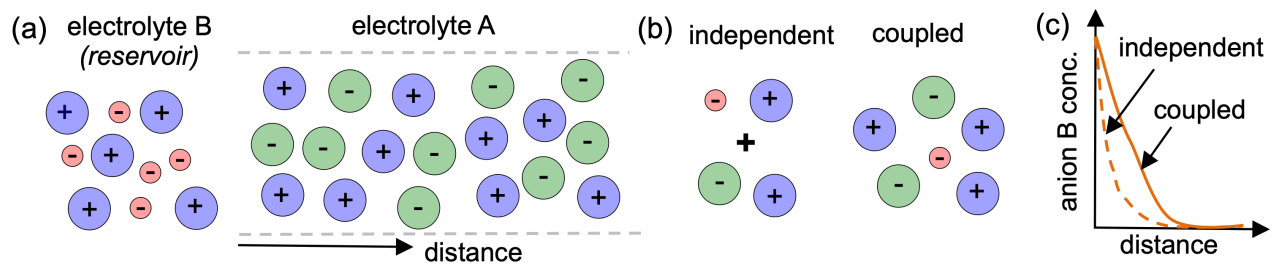 (a) electrolyte B
(reservoir)
electrolyte A
+ - +
- + - -
+ - +
+ - + - -
- - + - + + -
+ + - + - +
distance
(b) independent coupled
- +
+
- +
-
+ +
-
- +
(c)
anion B conc.
independent
coupled
distance